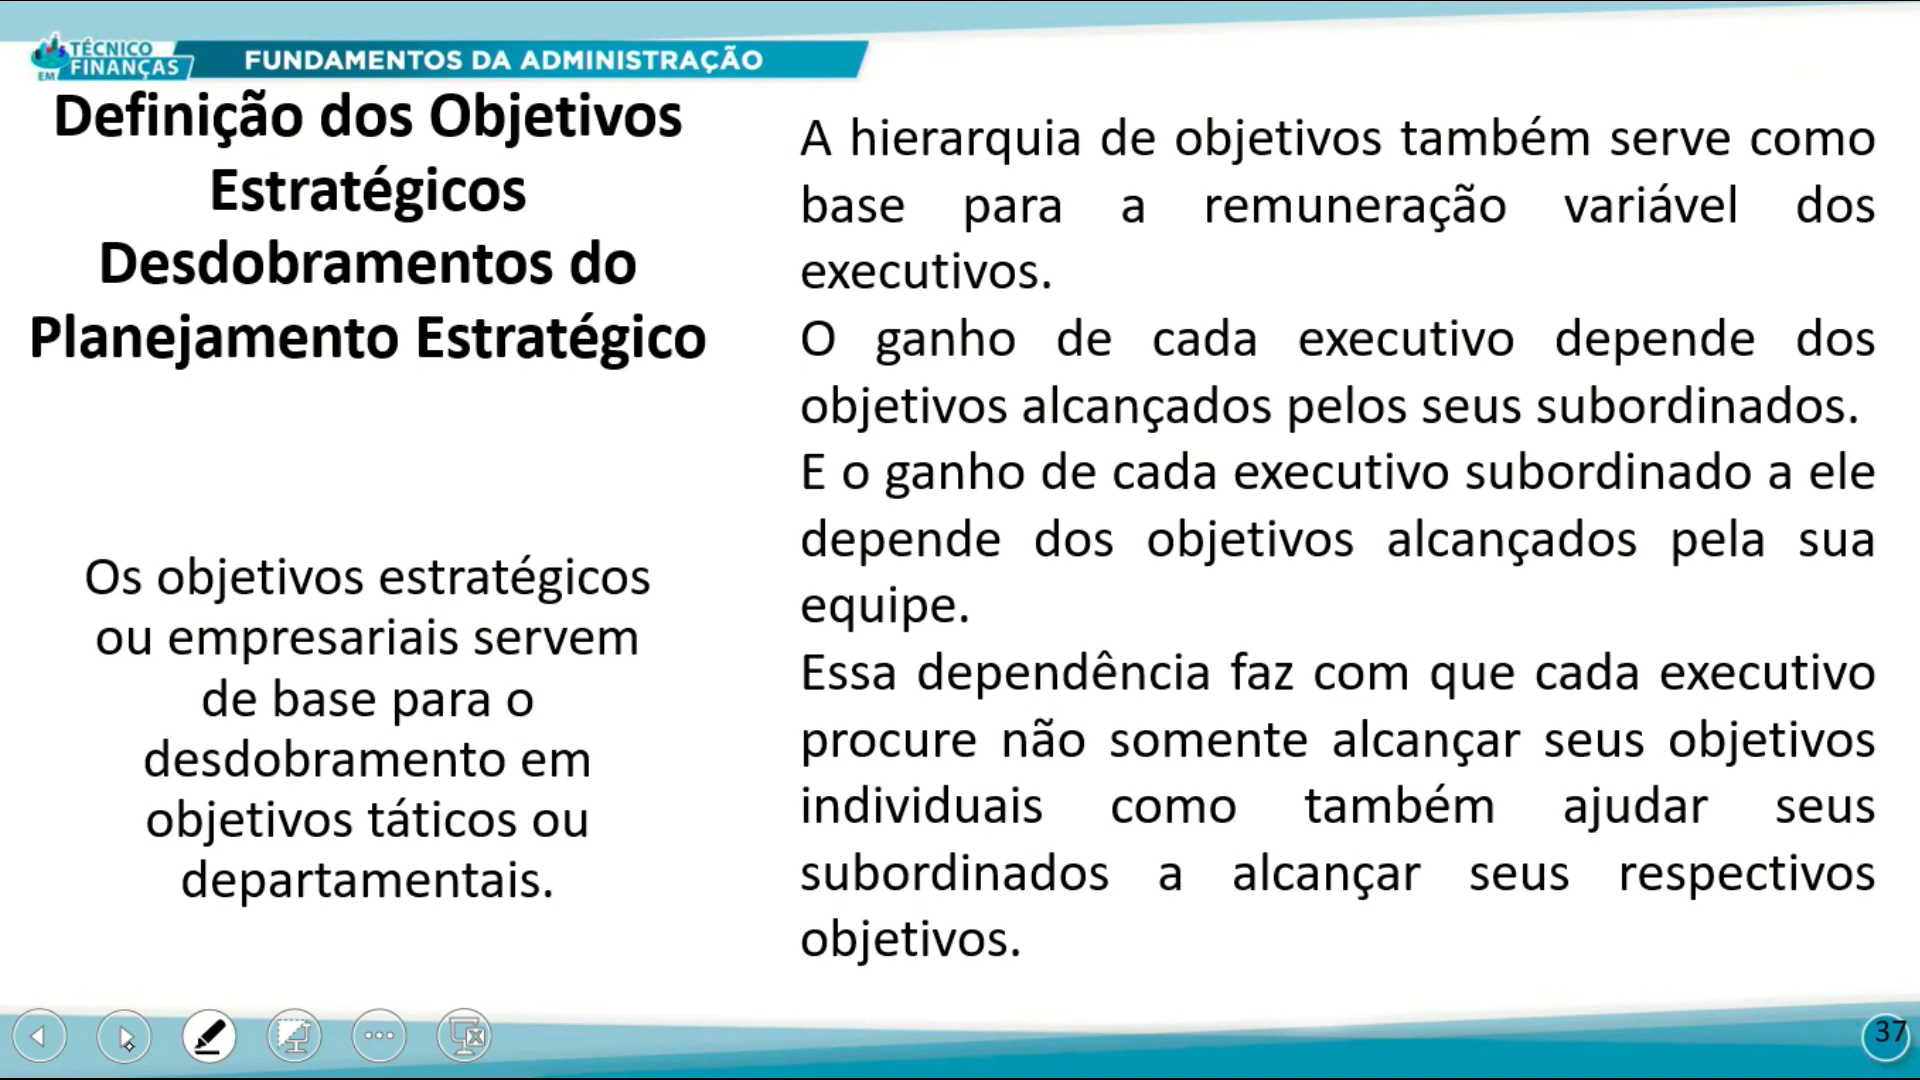 TÉCNICO
EM FINANÇAS
FUNDAMENTOS DA ADMINISTRAÇÃO
Definição dos Objetivos
Estratégicos
Desdobramentos do
Planejamento Estratégico
Os objetivos estratégicos
ou empresariais servem
de base para o
desdobramento em
objetivos táticos ou
departamentais.
A hierarquia de objetivos também serve como
base para a remuneração variável dos
executivos.
O ganho de cada executivo depende dos
objetivos alcançados pelos seus subordinados.
E o ganho de cada executivo subordinado a ele
depende dos objetivos alcançados pela sua
equipe.
Essa dependência faz com que cada executivo
procure não somente alcançar seus objetivos
individuais como também ajudar seus
subordinados a alcançar seus respectivos
objetivos.
37